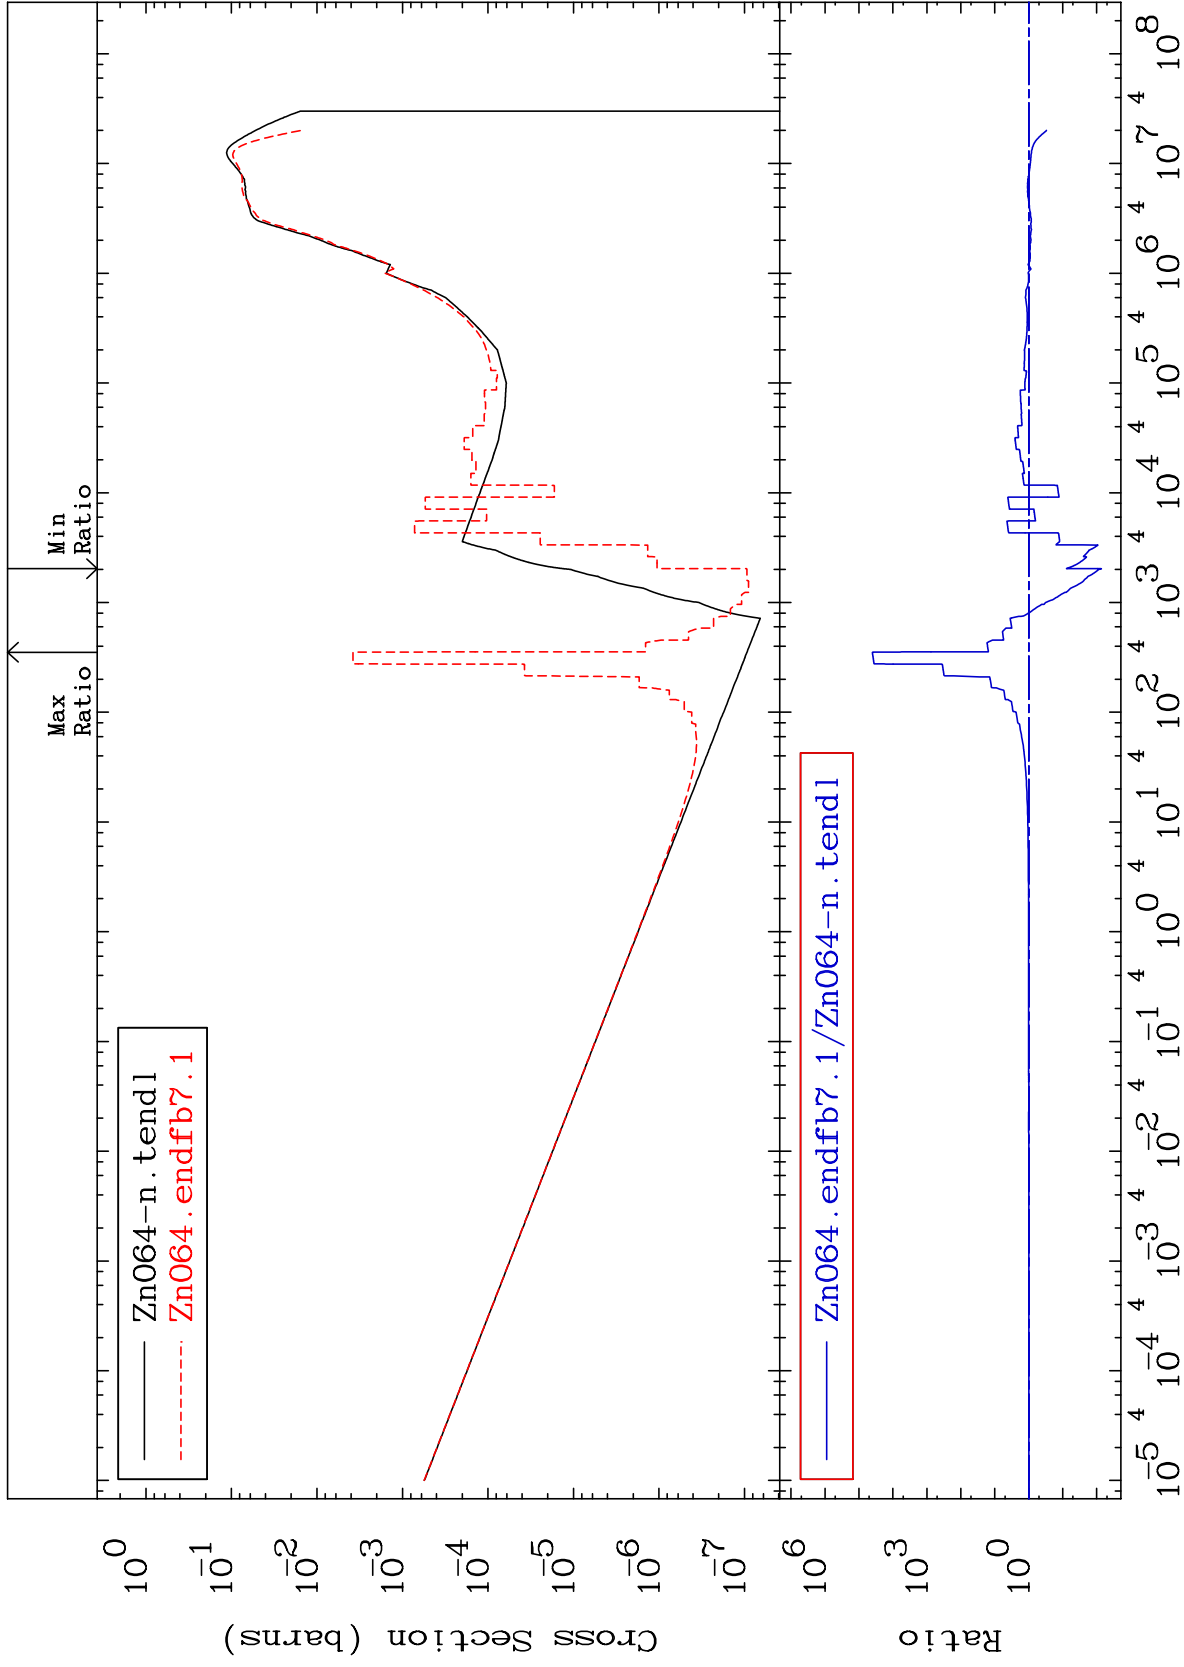 Min
Ratio
Max
Ratio
Zn064-n.tendl
Zn064.endfb7.1
Cross Section (barns)
10^0
10^-1
10^-2
10^-3
10^-4
10^-5
10^-6
10^-7
Zn064.endfb7.1/Zn064-n.tendl
Ratio
10^6
10^3
10^0
10^-5 4 10^-4 4 10^-3 4 10^-2 4 10^-1 4 10^0 4 10^1 4 10^2 4 10^3 4 10^4 4 10^5 4 10^6 4 10^7 4 10^8